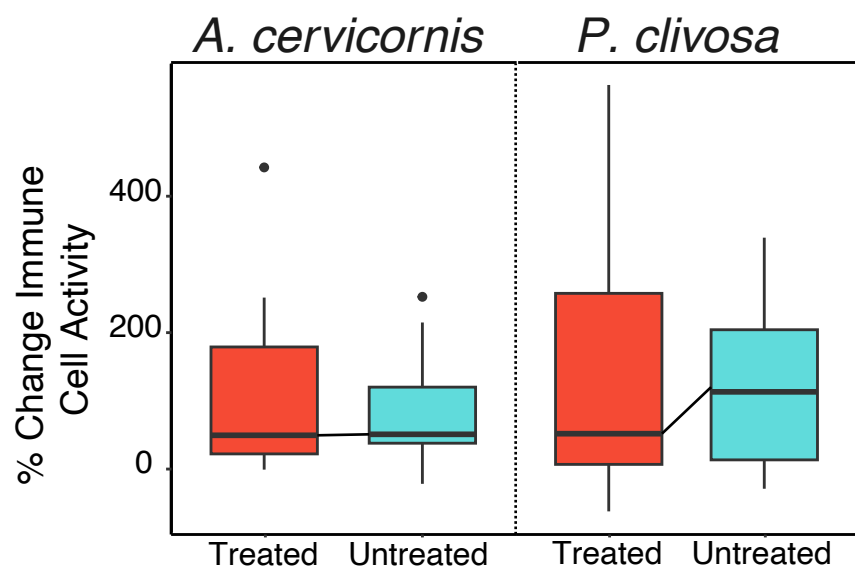 A. cervicornis
P. clivosa
% Change Immune
Cell Activity
400
200
0
Treated
Untreated
Treated
Untreated